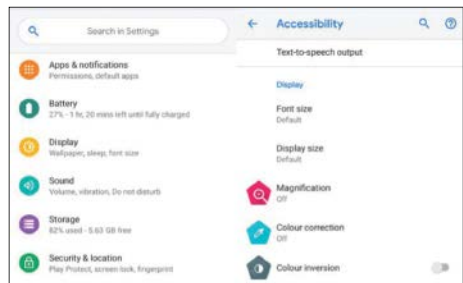 Search in Settings
Apps & notifications
Permissions, default apps
Battery
27% - 1 hr, 20 mins left until fully charged
Display
Wallpaper, sleep, font size
Sound
Volume, vibration, Do not disturb
Storage
82% used - 5.63 GB free
Security & location
Play Protect, screen lock, fingerprint
Accessibility
Text-to-speech output
Display
Font size
Default
Display size
Default
Magnification
Off
Colour correction
Off
Colour inversion